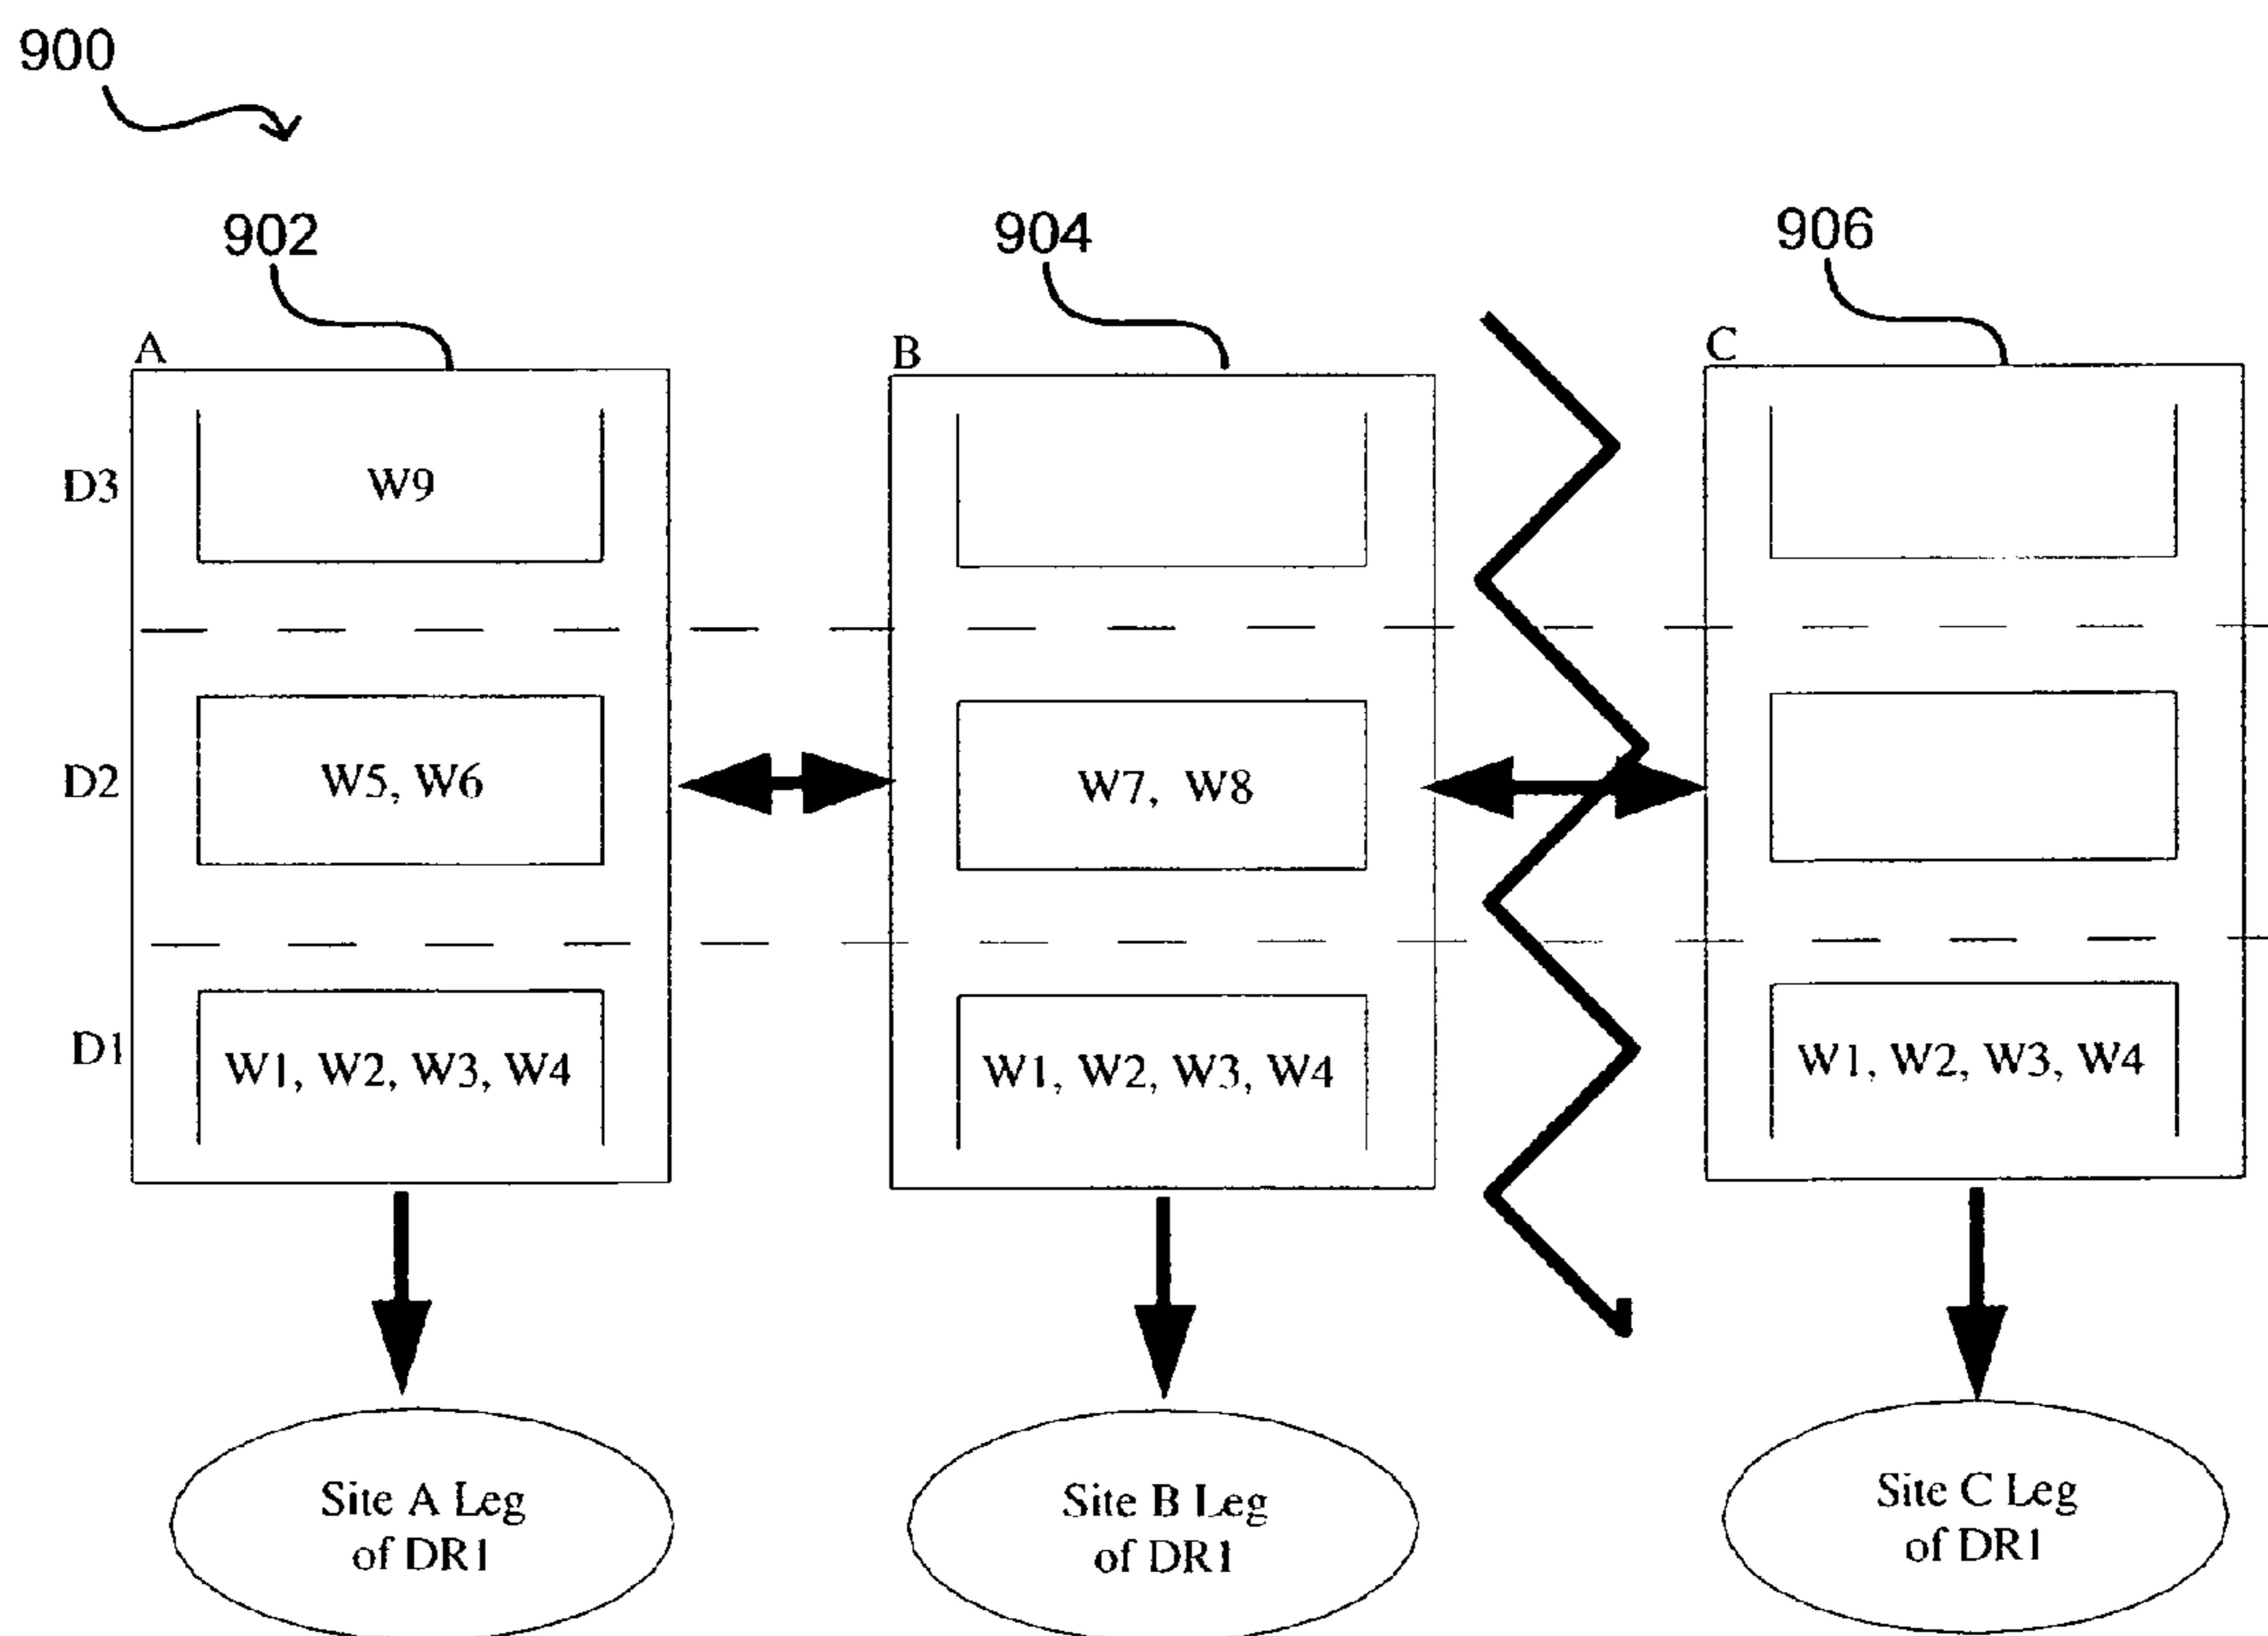 900
902
904
906
A
B
C
D3
W9
D2
W5, W6
W7, W8
D1
W1, W2, W3, W4
W1, W2, W3, W4
W1, W2, W3, W4
Site A Leg
of DR1
Site B Leg
of DR1
Site C Leg
of DR1